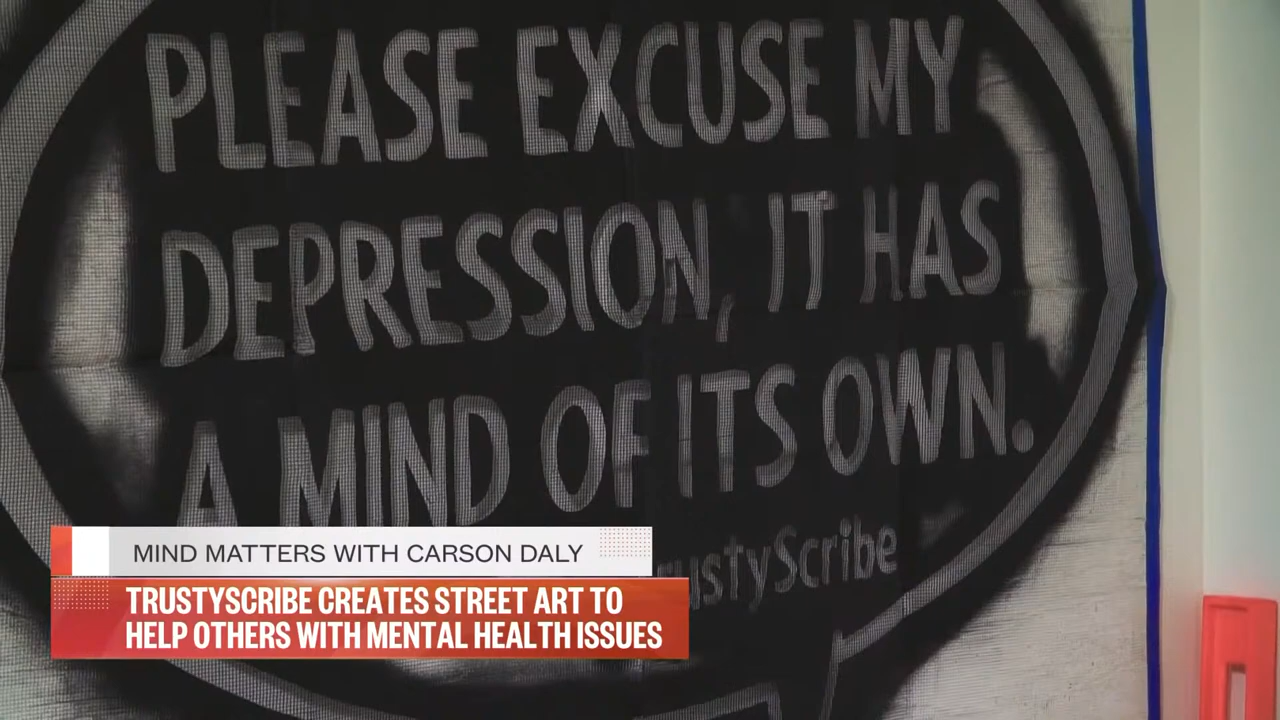 PLEASE EXCUSE MY
DEPRESSION, IT HAS
A MIND OF ITS OWN.
ustyScribe
MIND MATTERS WITH CARSON DALY
TRUSTYSCRIBE CREATES STREET ART TO
HELP OTHERS WITH MENTAL HEALTH ISSUES